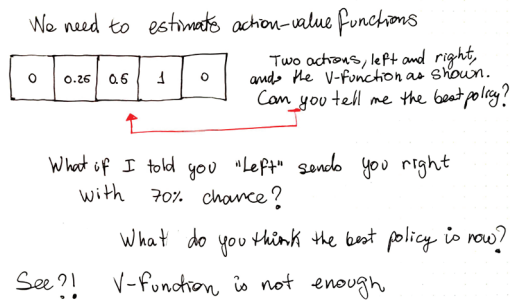 We need to estimate action-value functions
0 0.25 0.5 1 0
Two actions, left and right,
and the V-function as shown.
Can you tell me the best policy?
What if I told you "Left" sends you right
with 70% chance?
What do you think the best policy is now?
See?! V-function is not enough